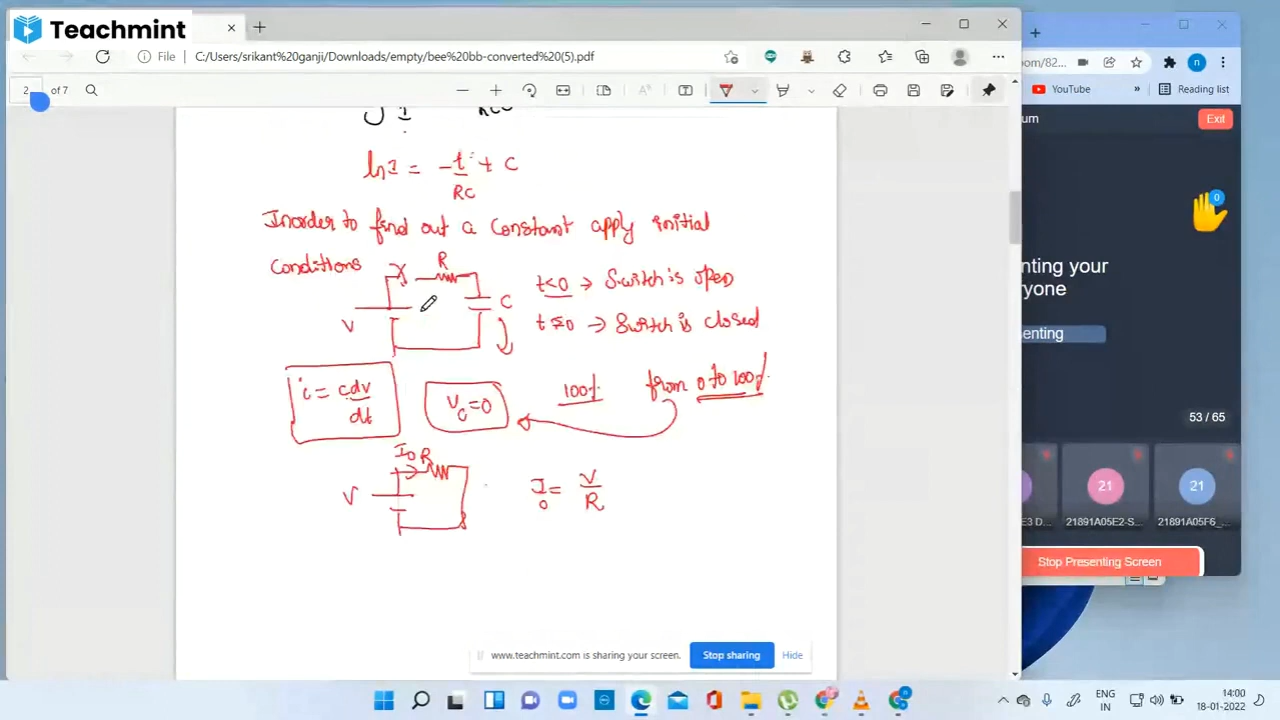 Teachmint
File
C:/Users/srikant%20ganji/Downloads/empty/bee%20bb-converted%20(5).pdf
2 of 7
YouTube
Reading list
Exit
0
ln I = -t/RC + C
Inorder to find out a Constant apply initial
Conditions
R
C
V
t<0 → Switch is open
→ Switch is closed
i = cdv/dt
Vc=0
100%
from 0 to 100%
I0 R
V
I0 = V/R
enting your
eryone
enting
53 / 65
21
21
E3 D...
21891A05E2-S...
21891A05F6_...
Stop Presenting Screen
www.teachmint.com is sharing your screen.
Stop sharing
Hide
ENG
IN
14:00
18-01-2022